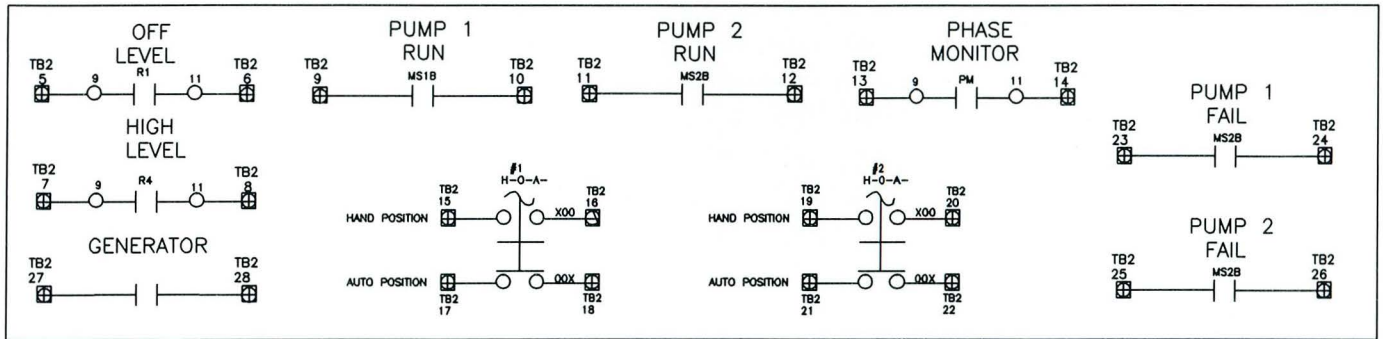 OFF
LEVEL
TB2
5
9
R1
11
TB2
6
PUMP 1
RUN
TB2
9
MS1B
TB2
10
PUMP 2
RUN
TB2
11
MS2B
TB2
12
PHASE
MONITOR
TB2
13
9
PM
11
TB2
14
PUMP 1
FAIL
TB2
23
MS2B
TB2
24
HIGH
LEVEL
TB2
7
9
R4
11
TB2
8
#1
H-O-A-
TB2
15
TB2
16
HAND POSITION
XOO
AUTO POSITION
OOX
TB2
17
TB2
18
#2
H-O-A-
TB2
19
TB2
20
HAND POSITION
XOO
AUTO POSITION
OOX
TB2
21
TB2
22
GENERATOR
TB2
27
TB2
28
PUMP 2
FAIL
TB2
25
MS2B
TB2
26